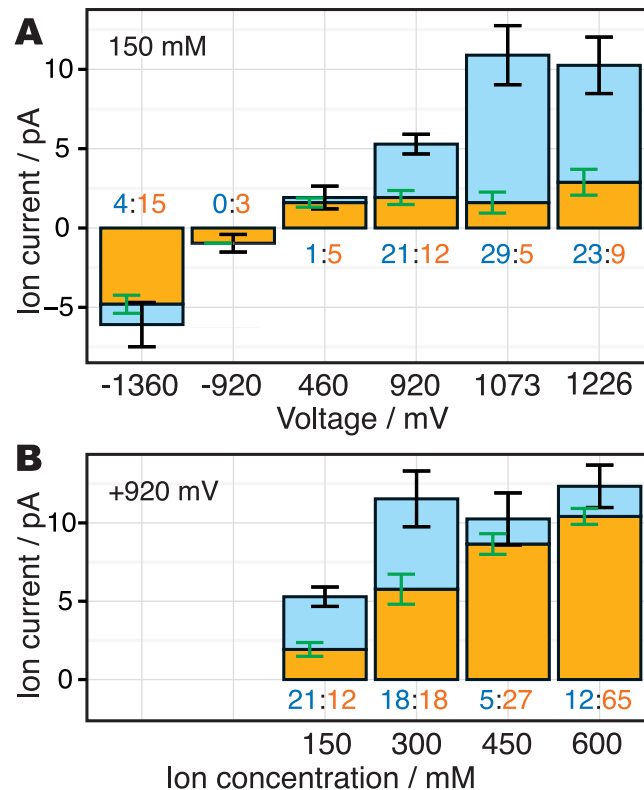 A
150 mM
Ion current / pA
10
5
0
−5
4:15 0:3
1:5 21:12 29:5 23:9
-1360 -920 460 920 1073 1226
Voltage / mV
B
+920 mV
Ion current / pA
10
5
0
21:12 18:18 5:27 12:65
150 300 450 600
Ion concentration / mM